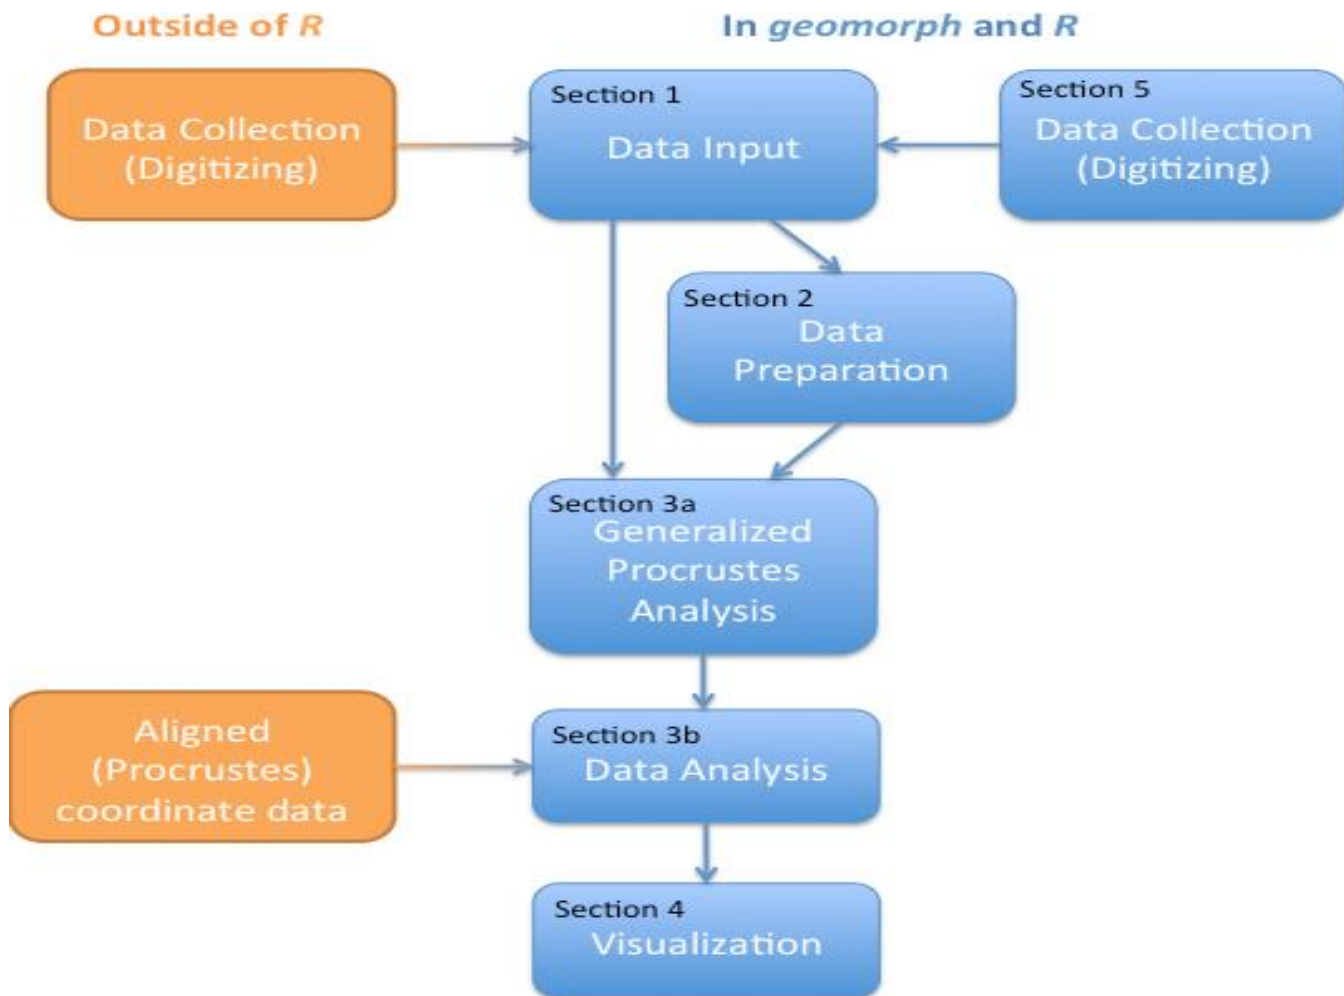 Outside of R
In geomorph and R
Data Collection
(Digitizing)
Section 1
Data Input
Section 5
Data Collection
(Digitizing)
Section 2
Data
Preparation
Section 3a
Generalized
Procrustes
Analysis
Aligned
(Procrustes)
coordinate data
Section 3b
Data Analysis
Section 4
Visualization